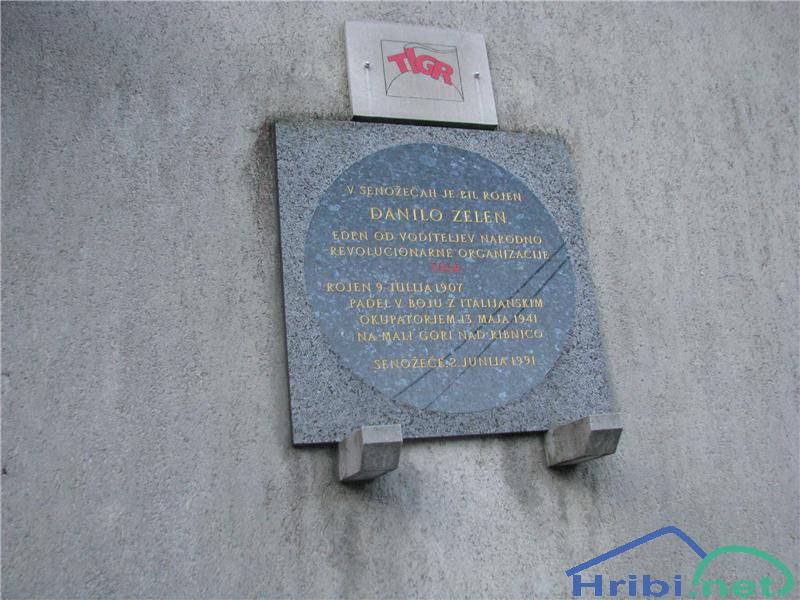 TIGR
V SENOŽEČAH JE BIL ROJEN
DANILO ZELEN
EDEN OD VODITELJEV NARODNO
REVOLUCIONARNE ORGANIZACIJE
TIGR
ROJEN 9. JULIJA 1907
PADEL V BOJU Z ITALIJANSKIM
OKUPATORJEM 13. MAJA 1941
NA MALI GORI NAD RIBNICO
SENOŽEČE, 2. JUNIJA 1991
Hribi.net